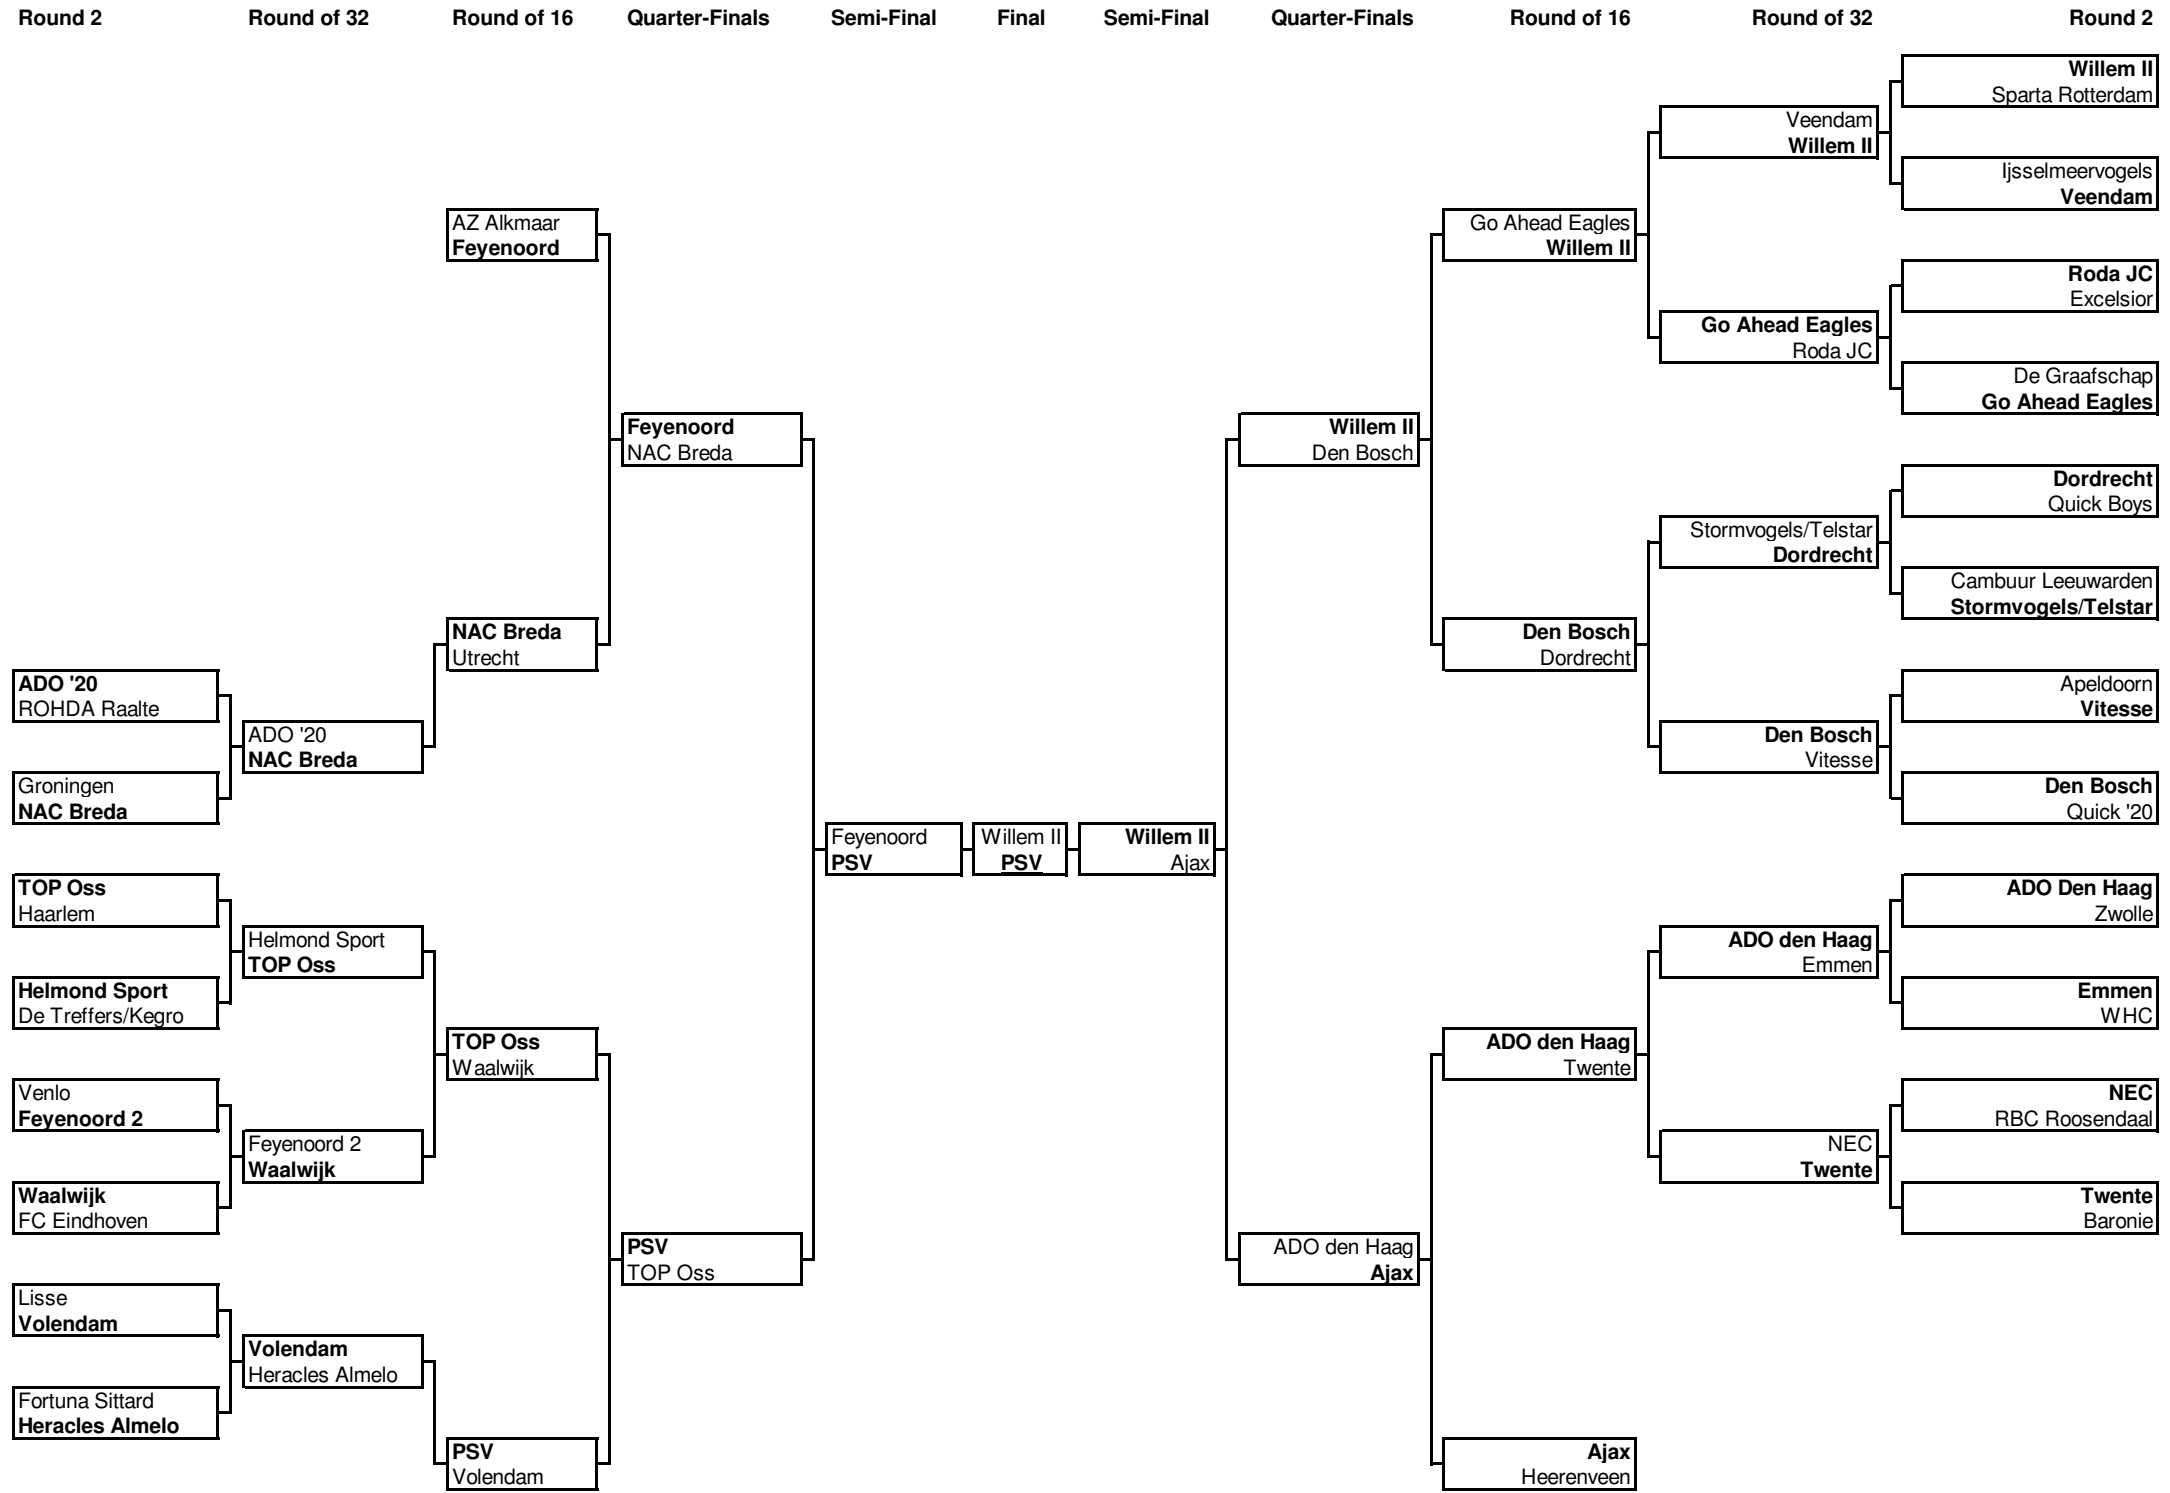 Round 2 Round of 32 Round of 16 Quarter-Finals Semi-Final Final Semi-Final Quarter-Finals Round of 16 Round of 32 Round 2
ADO '20
ROHDA Raalte
Groningen
NAC Breda
TOP Oss
Haarlem
Helmond Sport
De Treffers/Kegro
Venlo
Feyenoord 2
Waalwijk
FC Eindhoven
Lisse
Volendam
Fortuna Sittard
Heracles Almelo
ADO '20
NAC Breda
Helmond Sport
TOP Oss
Feyenoord 2
Waalwijk
Volendam
Heracles Almelo
AZ Alkmaar
Feyenoord
NAC Breda
Utrecht
TOP Oss
Waalwijk
PSV
Volendam
Feyenoord
NAC Breda
PSV
TOP Oss
Feyenoord
PSV
Willem II
PSV
Willem II
Ajax
Willem II
Den Bosch
ADO den Haag
Ajax
Go Ahead Eagles
Willem II
Den Bosch
Dordrecht
ADO den Haag
Twente
Ajax
Heerenveen
Veendam
Willem II
Go Ahead Eagles
Roda JC
Stormvogels/Telstar
Dordrecht
Den Bosch
Vitesse
ADO den Haag
Emmen
NEC
Twente
Willem II
Sparta Rotterdam
Ijsselmeervogels
Veendam
Roda JC
Excelsior
De Graafschap
Go Ahead Eagles
Dordrecht
Quick Boys
Cambuur Leeuwarden
Stormvogels/Telstar
Apeldoorn
Vitesse
Den Bosch
Quick '20
ADO Den Haag
Zwolle
Emmen
WHC
NEC
RBC Roosendaal
Twente
Baronie